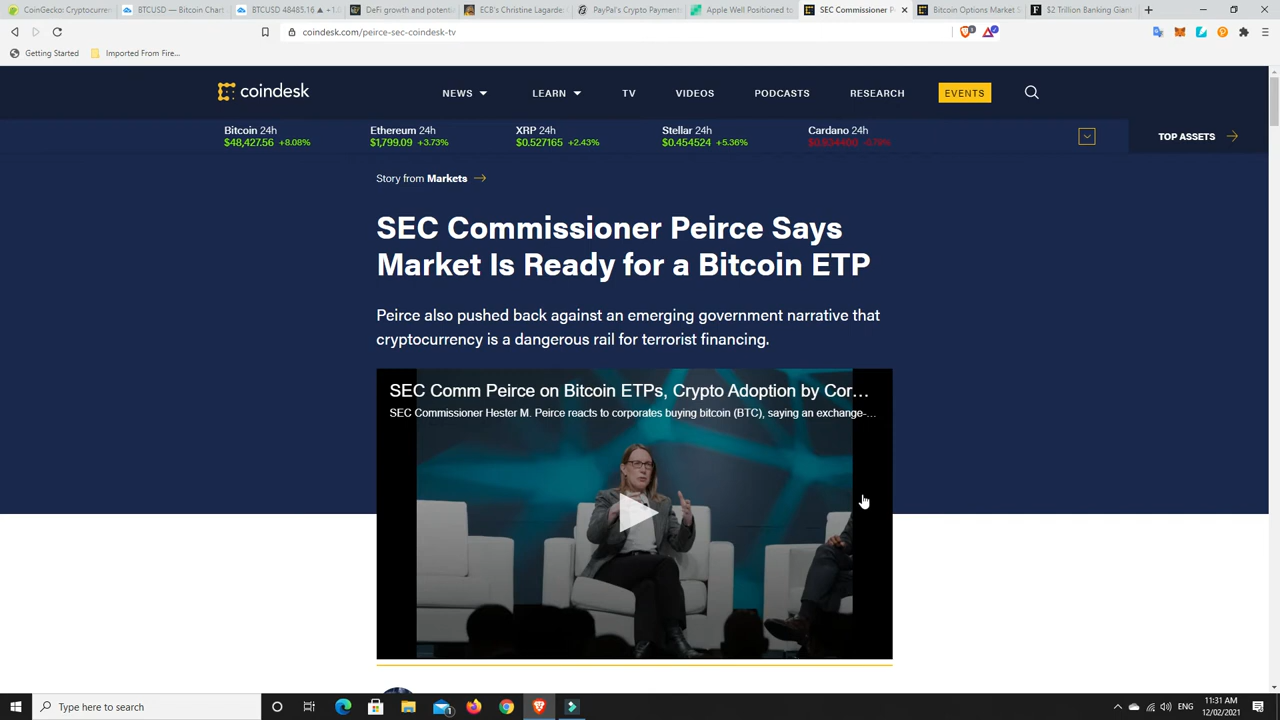 CoinGecko: Cryptocurren
BTCUSD — Bitcoin Chart
BTCUSD 48485.16 ▲ +1.
DeFi growth and potenti
ECB's Christine Lagarde:
PayPal's Crypto Payment
Apple Well Positioned to
SEC Commissioner P
Bitcoin Options Market S
$2 Trillion Banking Giant
coindesk.com/peirce-sec-coindesk-tv
Getting Started
Imported From Fire...
coindesk
NEWS
LEARN
TV
VIDEOS
PODCASTS
RESEARCH
EVENTS
Bitcoin 24h
$48,427.56 +8.08%
Ethereum 24h
$1,799.09 +3.73%
XRP 24h
$0.527165 +2.43%
Stellar 24h
$0.454524 +5.36%
Cardano 24h
TOP ASSETS
Story from Markets
SEC Commissioner Peirce Says
Market Is Ready for a Bitcoin ETP
Peirce also pushed back against an emerging government narrative that
cryptocurrency is a dangerous rail for terrorist financing.
SEC Comm Peirce on Bitcoin ETPs, Crypto Adoption by Cor...
SEC Commissioner Hester M. Peirce reacts to corporates buying bitcoin (BTC), saying an exchange-...
Type here to search
ENG
11:31 AM
12/02/2021